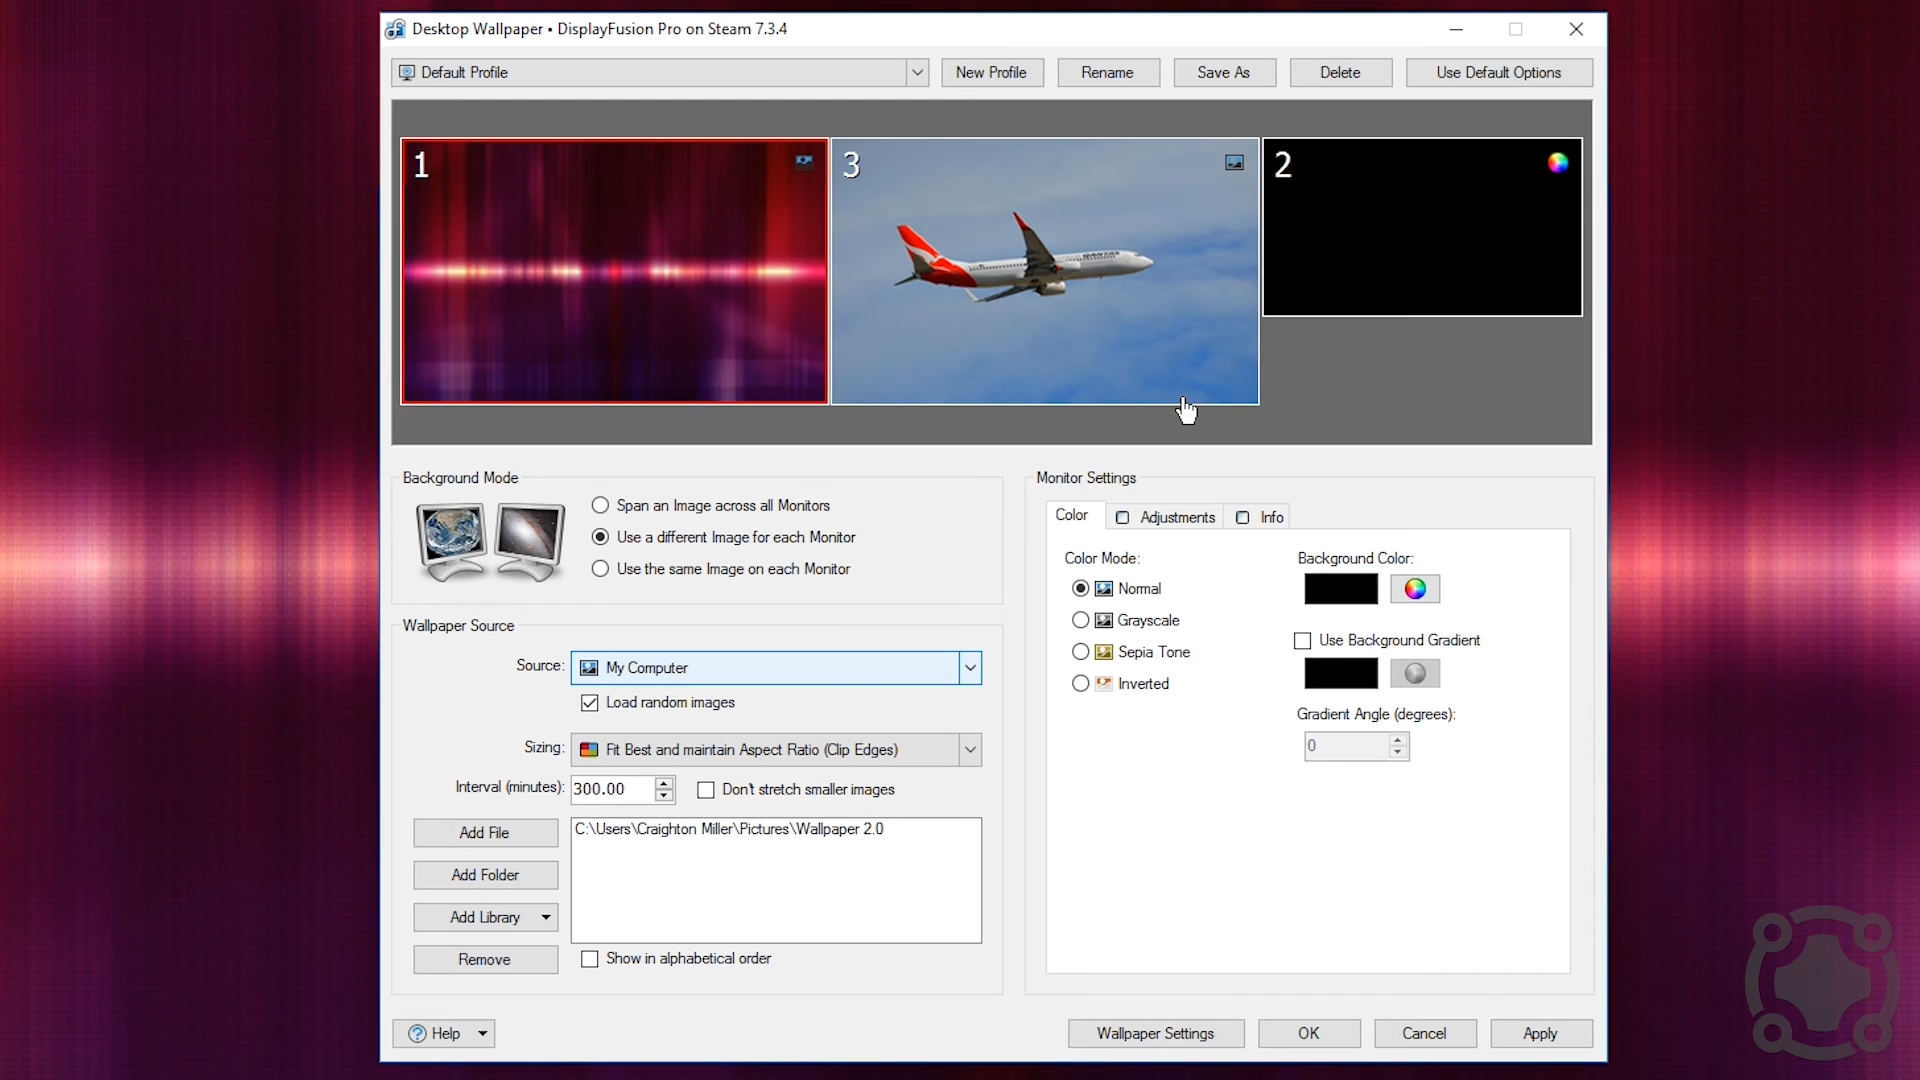 Desktop Wallpaper • DisplayFusion Pro on Steam 7.3.4
Default Profile
New Profile
Rename
Save As
Delete
Use Default Options
1
3
2
QANTAS
Background Mode
Span an Image across all Monitors
Use a different Image for each Monitor
Use the same Image on each Monitor
Wallpaper Source
Source: My Computer
Load random images
Sizing: Fit Best and maintain Aspect Ratio (Clip Edges)
Interval (minutes): 300.00 Don't stretch smaller images
Add File
Add Folder
Add Library
Remove
C:\Users\Craighton Miller\Pictures\Wallpaper 2.0
Show in alphabetical order
Monitor Settings
Color Adjustments Info
Color Mode:
Normal
Grayscale
Sepia Tone
Inverted
Background Color:
Use Background Gradient
Gradient Angle (degrees):
0
Help
Wallpaper Settings
OK
Cancel
Apply